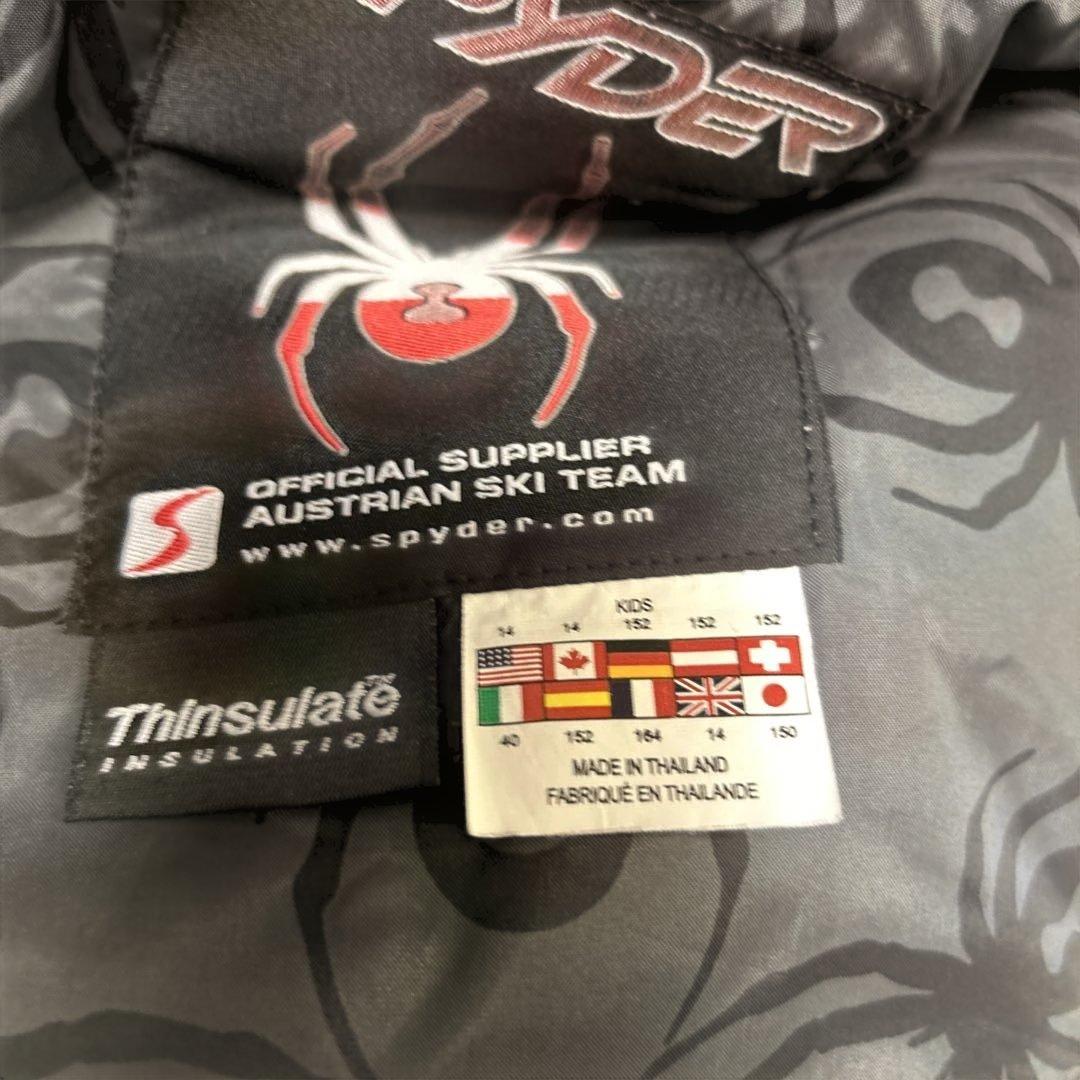 SPYDER
OFFICIAL SUPPLIER
AUSTRIAN SKI TEAM
www.spyder.com
Thinsulate™
INSULATION
KIDS
14 14 152 152 152
40 152 164 14 150
MADE IN THAILAND
FABRIQUÉ EN THAILANDE